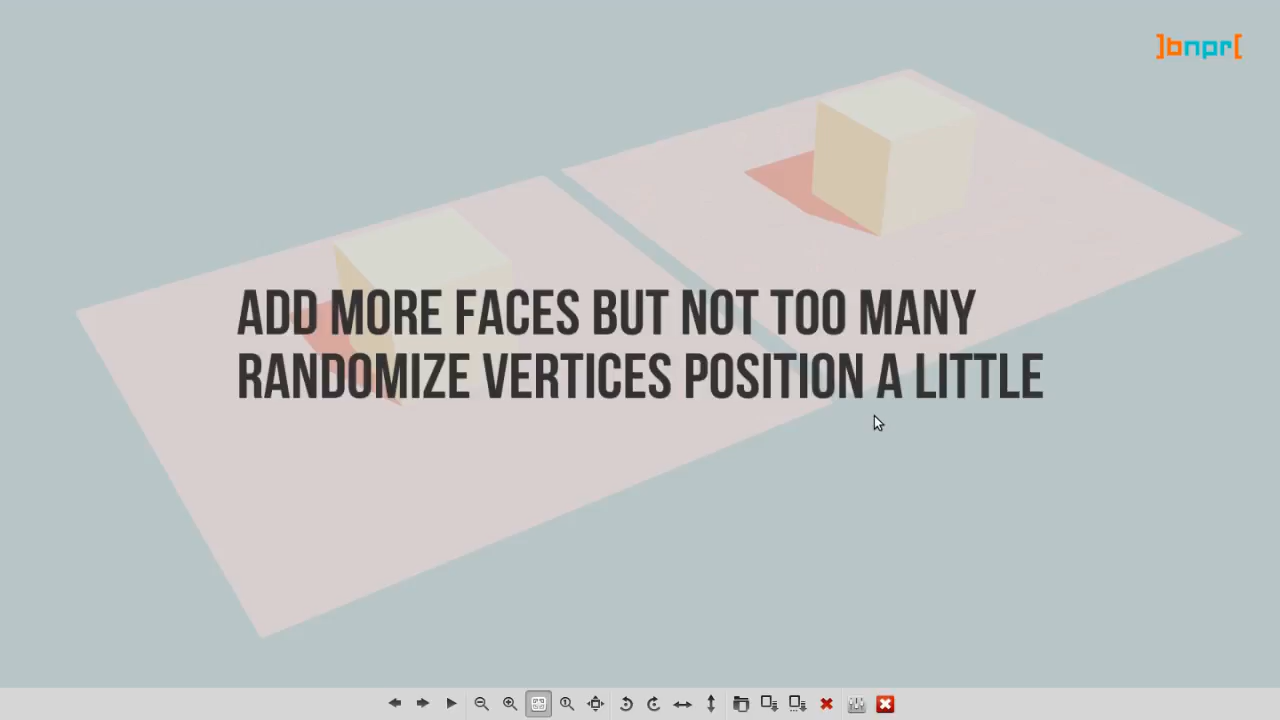 ]bnpr[
ADD MORE FACES BUT NOT TOO MANY
RANDOMIZE VERTICES POSITION A LITTLE